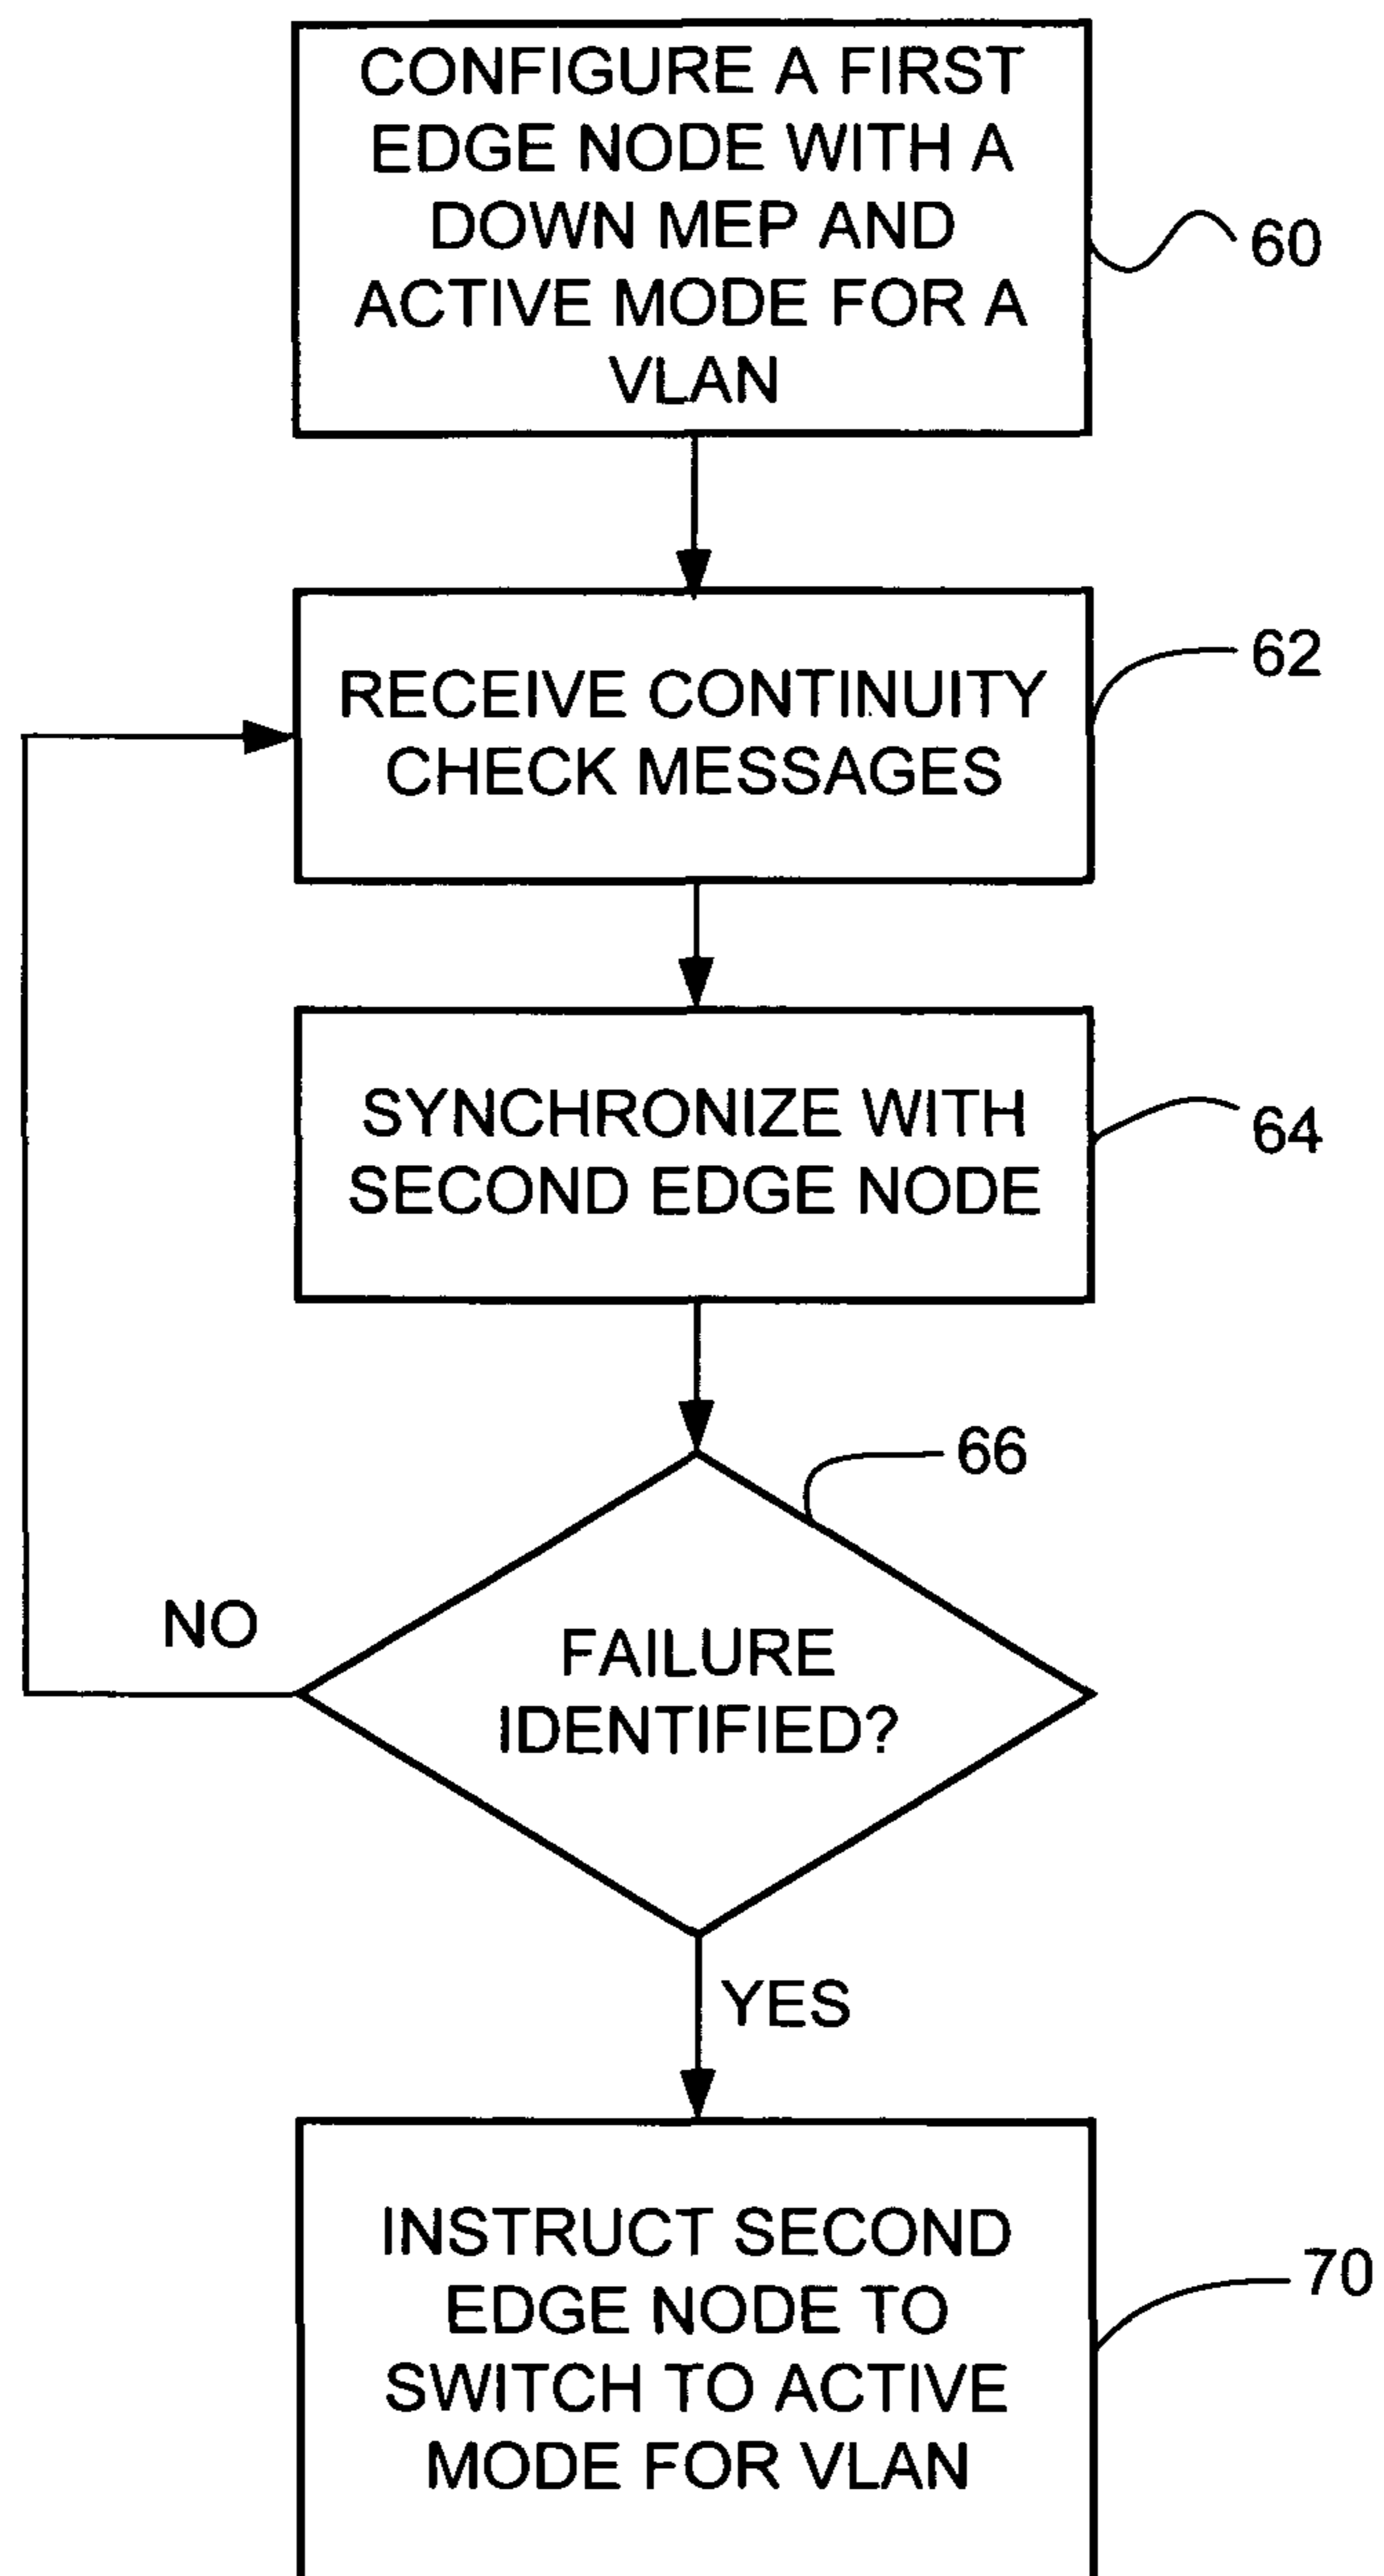 CONFIGURE A FIRST
EDGE NODE WITH A
DOWN MEP AND
ACTIVE MODE FOR A
VLAN
60
RECEIVE CONTINUITY
CHECK MESSAGES
62
SYNCHRONIZE WITH
SECOND EDGE NODE
64
66
FAILURE
IDENTIFIED?
NO
YES
INSTRUCT SECOND
EDGE NODE TO
SWITCH TO ACTIVE
MODE FOR VLAN
70